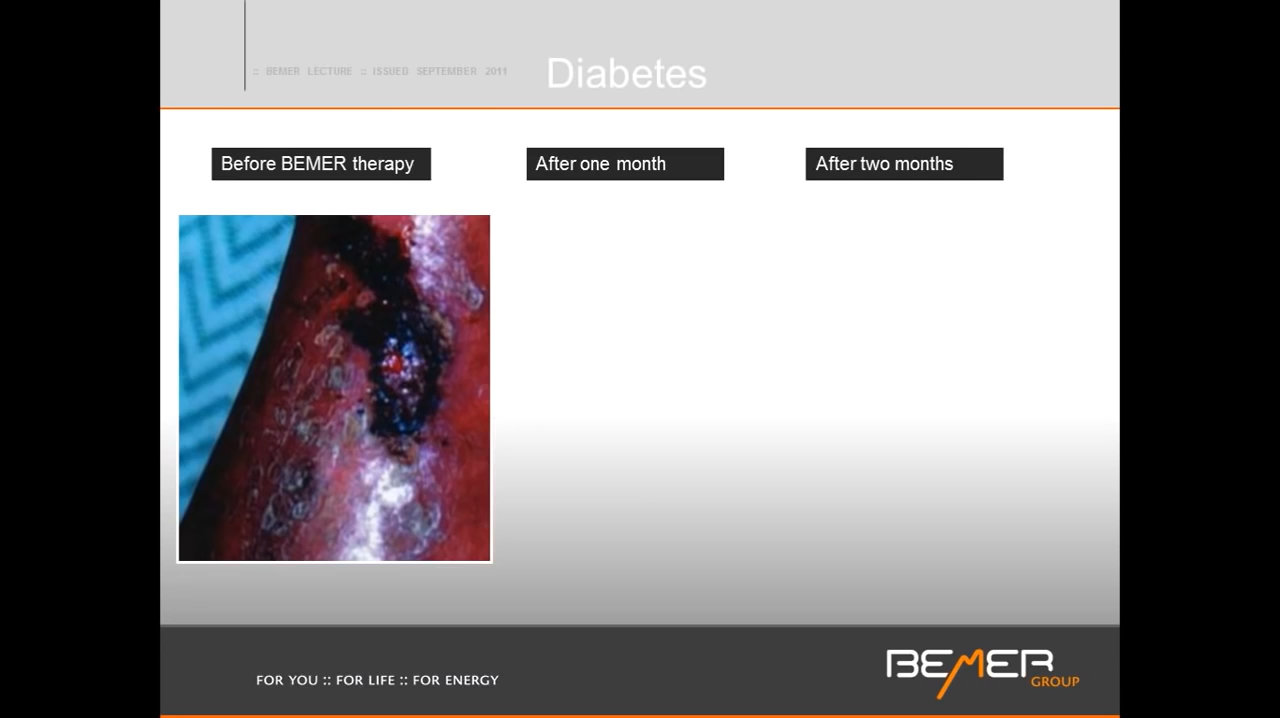 :: BEMER LECTURE :: ISSUED SEPTEMBER 2011
Diabetes
Before BEMER therapy
After one month
After two months
FOR YOU :: FOR LIFE :: FOR ENERGY
BEMER
GROUP